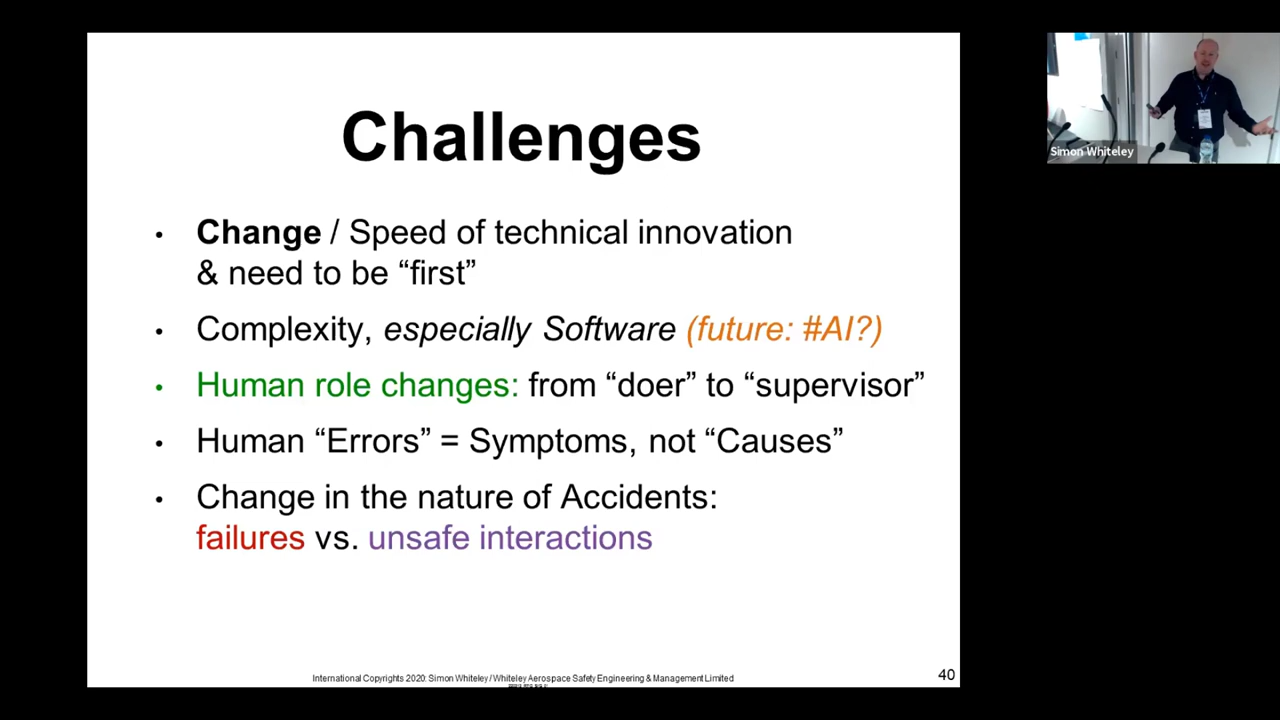 Challenges
• Change / Speed of technical innovation
& need to be “first”
• Complexity, especially Software (future: #AI?)
• Human role changes: from “doer” to “supervisor”
• Human “Errors” = Symptoms, not “Causes”
• Change in the nature of Accidents:
failures vs. unsafe interactions
International Copyrights 2020: Simon Whiteley / Whiteley Aerospace Safety Engineering & Management Limited
40
Simon Whiteley